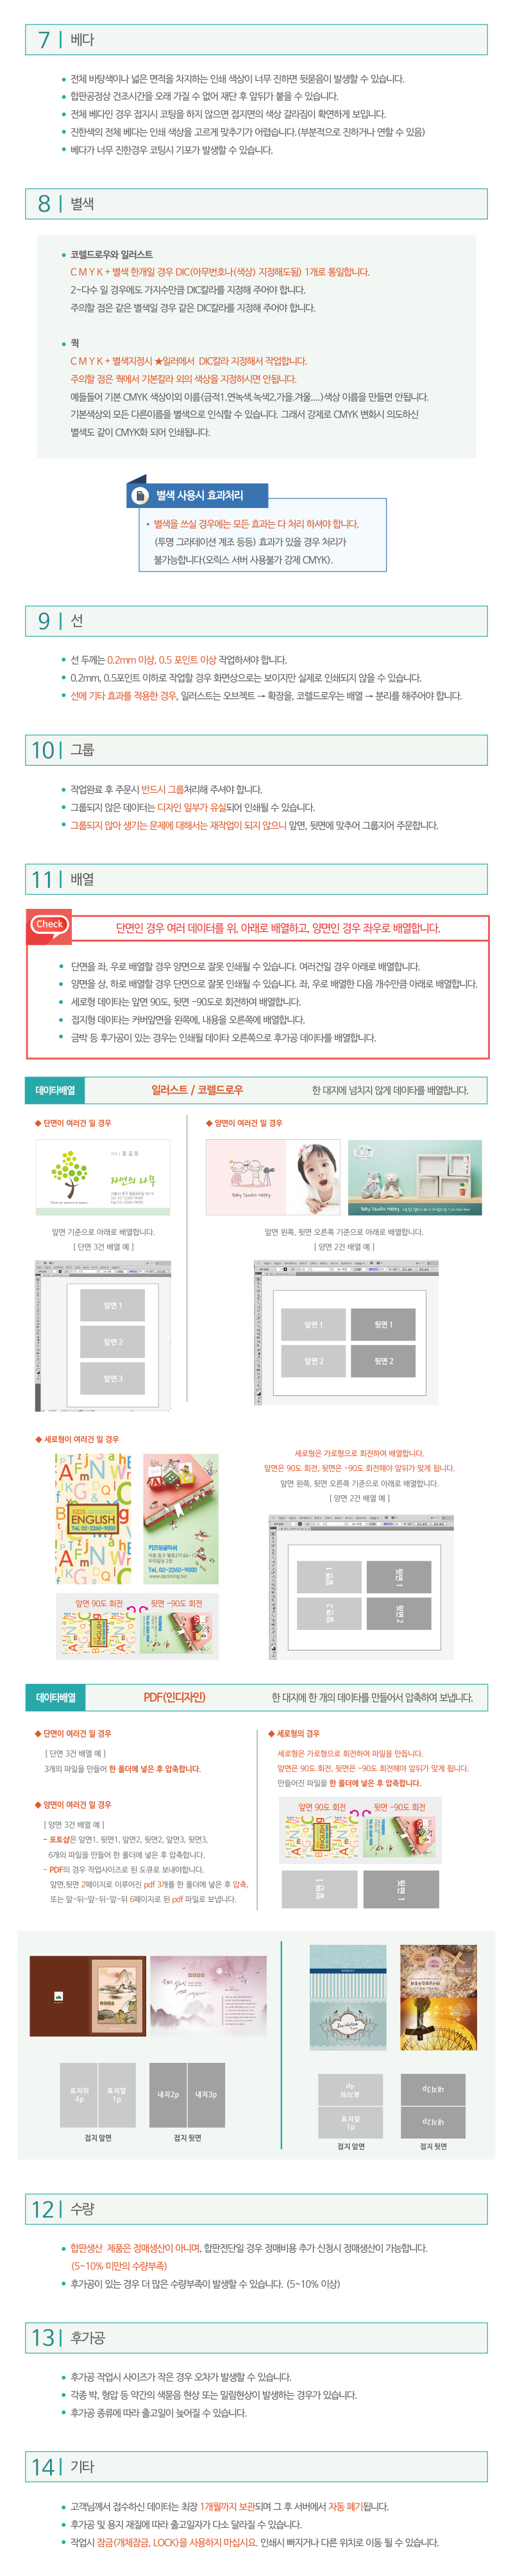 7 베다
전체 바탕색이나 넓은 면적을 차지하는 인쇄 색상이 너무 진하면 뒷묻음이 발생할 수 있습니다.
합판공정상 건조시간을 오래 가질 수 없어 재단 후 앞뒤가 붙을 수 있습니다.
전체 베다인 경우 접지시 코팅을 하지 않으면 접지면의 색상 갈라짐이 확연하게 보입니다.
진한색의 전체 베다는 인쇄 색상을 고르게 맞추기가 어렵습니다.(부분적으로 진하거나 연할 수 있음)
베다가 너무 진한경우 코팅시 기포가 발생할 수 있습니다.
8 별색
코렐드로우와 일러스트
C M Y K + 별색 한개일 경우 DIC(아무번호나(색상) 지정해도됨) 1개로 통일합니다.
2~다수 일 경우에도 가지수만큼 DIC칼라를 지정해 주어야 합니다.
주의할 점은 같은 별색일 경우 같은 DIC칼라를 지정해 주어야 합니다.
쿽
C M Y K + 별색지정시 ★일러에서 DIC칼라 지정해서 작업합니다.
주의할 점은 쿽에서 기본칼라 외의 색상을 지정하시면 안됩니다.
예들들어 기본 CMYK 색상이외 이름(금적1.연녹색.녹색2,가을.겨울....)색상 이름을 만들면 안됩니다.
기본색상외 모든 다른이름을 별색으로 인식할 수 있습니다. 그래서 강제로 CMYK 변화시 의도하신
별색도 같이 CMYK화 되어 인쇄됩니다.
별색 사용시 효과처리
별색을 쓰실 경우에는 모든 효과는 다 처리 하셔야 합니다.
(투명 그라데이션 계조 등등) 효과가 있을 경우 처리가
불가능합니다(오릭스 서버 사용불가 강제 CMYK).
9 선
선 두께는 0.2mm 이상, 0.5 포인트 이상 작업하셔야 합니다.
0.2mm, 0.5포인트 이하로 작업할 경우 화면상으로는 보이지만 실제로 인쇄되지 않을 수 있습니다.
선에 기타 효과를 적용한 경우, 일러스트는 오브젝트 → 확장을, 코렐드로우는 배열 → 분리를 해주어야 합니다.
10 그룹
작업완료 후 주문시 반드시 그룹처리해 주셔야 합니다.
그룹되지 않은 데이터는 디자인 일부가 유실되어 인쇄될 수 있습니다.
그룹되지 않아 생기는 문제에 대해서는 재작업이 되지 않으니 앞면, 뒷면에 맞추어 그룹지어 주문합니다.
11 배열
Check
단면인 경우 여러 데이터를 위, 아래로 배열하고, 양면인 경우 좌우로 배열합니다.
단면을 좌, 우로 배열할 경우 양면으로 잘못 인쇄될 수 있습니다. 여러건일 경우 아래로 배열합니다.
양면을 상, 하로 배열할 경우 단면으로 잘못 인쇄될 수 있습니다. 좌, 우로 배열한 다음 개수만큼 아래로 배열합니다.
세로형 데이타는 앞면 90도, 뒷면 -90도로 회전하여 배열합니다.
접지형 데이타는 커버앞면을 왼쪽에, 내용을 오른쪽에 배열합니다.
금박 등 후가공이 있는 경우는 인쇄될 데이타 오른쪽으로 후가공 데이타를 배열합니다.
데이타배열 일러스트 / 코렐드로우 한 대지에 넘치지 않게 데이타를 배열합니다.
◆ 단면이 여러건 일 경우
◆ 양면이 여러건 일 경우
자연의 나무
Baby Studio Happy
Baby Studio Happy
앞면 기준으로 아래로 배열합니다.
[ 단면 3건 배열 예 ]
앞면 왼쪽, 뒷면 오른쪽 기준으로 아래로 배열합니다.
[ 양면 2건 배열 예 ]
앞면 1
앞면 2
앞면 3
앞면 1 뒷면 1
앞면 2 뒷면 2
◆ 세로형이 여러건 일 경우
KIDS
ENGLISH
Tel. 02-2260-9000
키즈잉글리쉬
Tel. 02-2260-9000
www.dprinting.biz
앞면 90도 회전 뒷면 -90도 회전
ENGLISH
세로형은 가로형으로 회전하여 배열합니다.
앞면은 90도 회전, 뒷면은 -90도 회전해야 앞뒤가 맞게 됩니다.
앞면 왼쪽, 뒷면 오른쪽 기준으로 아래로 배열합니다.
[ 양면 2건 배열 예 ]
앞면 1 뒷면 1
앞면 2 뒷면 2
데이타배열 PDF(인디자인) 한 대지에 한 개의 데이타를 만들어서 압축하여 보냅니다.
◆ 단면이 여러건 일 경우
[ 단면 3건 배열 예 ]
3개의 파일을 만들어 한 폴더에 넣은 후 압축합니다.
◆ 양면이 여러건 일 경우
[ 양면 3건 배열 예 ]
- 포토샵은 앞면1, 뒷면1, 앞면2, 뒷면2, 앞면3, 뒷면3,
6개의 파일을 만들어 한 폴더에 넣은 후 압축합니다.
- PDF의 경우 작업사이즈로 된 도큐로 보내야합니다.
앞면,뒷면 2페이지로 이루어진 pdf 3개를 한 폴더에 넣은 후 압축,
또는 앞-뒤-앞-뒤-앞-뒤 6페이지로 된 pdf 파일로 보냅니다.
◆ 세로형의 경우
세로형은 가로형으로 회전하여 파일을 만듭니다.
앞면은 90도 회전, 뒷면은 -90도 회전해야 앞뒤가 맞게 됩니다.
만들어진 파일을 한 폴더에 넣은 후 압축합니다.
앞면 90도 회전 뒷면 -90도 회전
ENGLISH
앞면 1 뒷면 1
Invitation
표지뒤 4p
표지앞 1p
내지2p 내지3p
접지 앞면 접지 뒷면
표지뒤 4p
표지앞 1p
내지3p
내지2p
접지 앞면 접지 뒷면
12 수량
합판생산 제품은 정매생산이 아니며, 합판전단일 경우 정매비용 추가 신청시 정매생산이 가능합니다.
(5~10% 미만의 수량부족)
후가공이 있는 경우 더 많은 수량부족이 발생할 수 있습니다. (5~10% 이상)
13 후가공
후가공 작업시 사이즈가 작은 경우 오차가 발생할 수 있습니다.
각종 박, 형압 등 약간의 색묻음 현상 또는 밀림현상이 발생하는 경우가 있습니다.
후가공 종류에 따라 출고일이 늦어질 수 있습니다.
14 기타
고객님께서 접수하신 데이터는 최장 1개월까지 보관되며 그 후 서버에서 자동 폐기됩니다.
후가공 및 용지 재질에 따라 출고일자가 다소 달라질 수 있습니다.
작업시 잠금(개체잠금, LOCK)을 사용하지 마십시요. 인쇄시 빠지거나 다른 위치로 이동 될 수 있습니다.